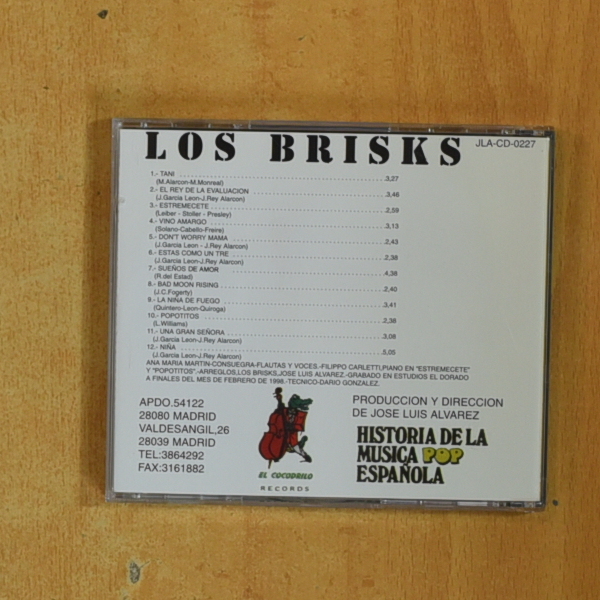 LOS BRISKS
JLA-CD-0227
1.- TANI ........ 3,27
(M.Alarcon-M.Monreal)
2.- EL REY DE LA EVALUACION ........ 3,46
(J.Garcia Leon-J.Rey Alarcon)
3.- ESTREMECETE ........ 2,59
(Leiber - Stoller - Presley)
4.- VINO AMARGO ........ 3,13
(Solano-Cabello-Freire)
5.- DON'T WORRY MAMA ........ 2,43
(J.Garcia Leon - J.Rey Alarcon)
6.- ESTAS COMO UN TRE ........ 2,38
(J.Garcia Leon-J.Rey Alarcon)
7.- SUEÑOS DE AMOR ........ 4,38
(R.del Estad)
8.- BAD MOON RISING ........ 2,40
(J.C.Fogerty)
9.- LA NIÑA DE FUEGO ........ 3,41
(Quintero-Leon-Quiroga)
10.- POPOTITOS ........ 2,38
(L.Williams)
11.- UNA GRAN SEÑORA ........ 3,08
(J.Garcia Leon-J.Rey Alarcon)
12.- NIÑA ........ 5,05
(J.Garcia Leon-J.Rey Alarcon)
ANA MARIA MARTIN-CONSUEGRA-FLAUTAS Y VOCES.-FILIPPO CARLETTI,PIANO EN "ESTREMECETE"
Y "POPOTITOS".-ARREGLOS,LOS BRISKS,JOSE LUIS ALVAREZ.-GRABADO EN ESTUDIOS EL DORADO
A FINALES DEL MES DE FEBRERO DE 1998.-TECNICO-DARIO GONZALEZ.
APDO.54122
28080 MADRID
VALDESANGIL,26
28039 MADRID
TEL:3864292
FAX:3161882
EL COCODRILO
RECORDS
PRODUCCION Y DIRECCION
DE JOSE LUIS ALVAREZ
HISTORIA DE LA
MUSICA POP
ESPAÑOLA